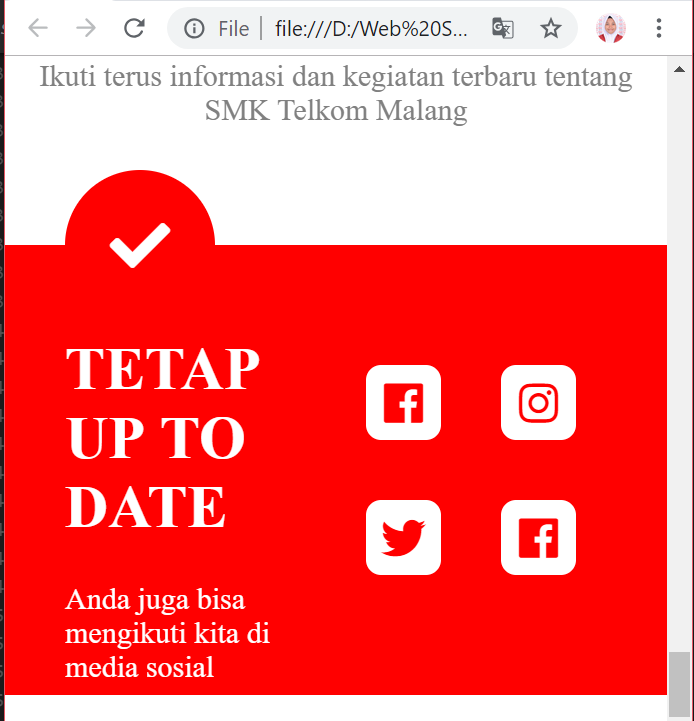 File | file:///D:/Web%20S...
Ikuti terus informasi dan kegiatan terbaru tentang
SMK Telkom Malang
TETAP
UP TO
DATE
Anda juga bisa
mengikuti kita di
media sosial